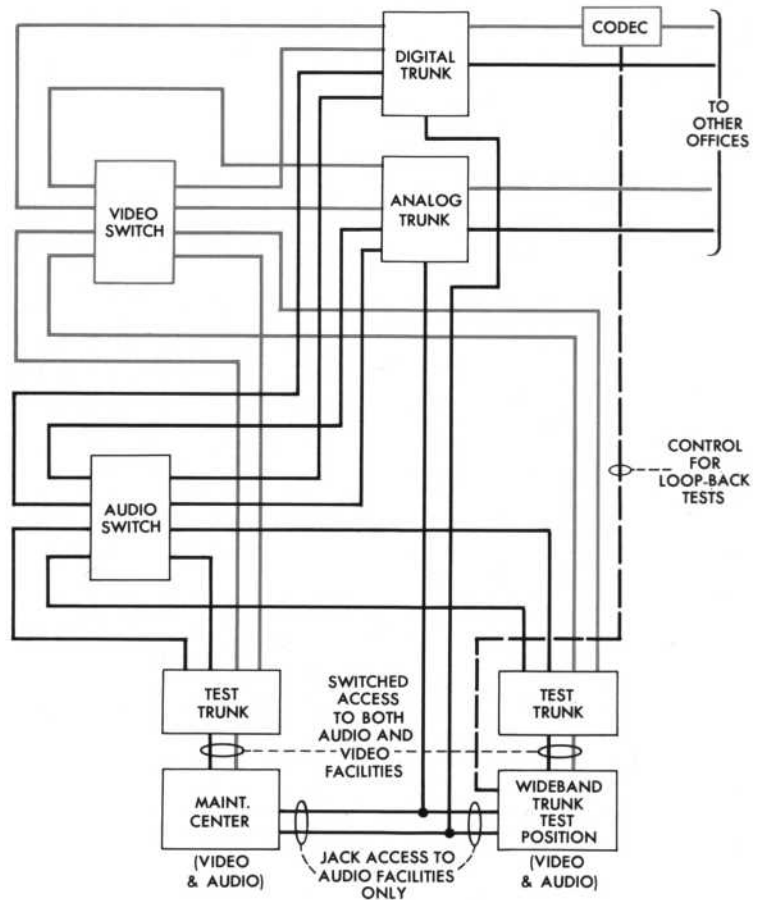 CODEC
DIGITAL
TRUNK
TO
OTHER
OFFICES
ANALOG
TRUNK
VIDEO
SWITCH
CONTROL
FOR
LOOP-BACK
TESTS
AUDIO
SWITCH
TEST
TRUNK
SWITCHED
ACCESS
TO BOTH
AUDIO AND
VIDEO
FACILITIES
TEST
TRUNK
MAINT.
CENTER
WIDEBAND
TRUNK
TEST
POSITION
(VIDEO
& AUDIO)
JACK ACCESS TO
AUDIO FACILITIES
ONLY
(VIDEO
& AUDIO)